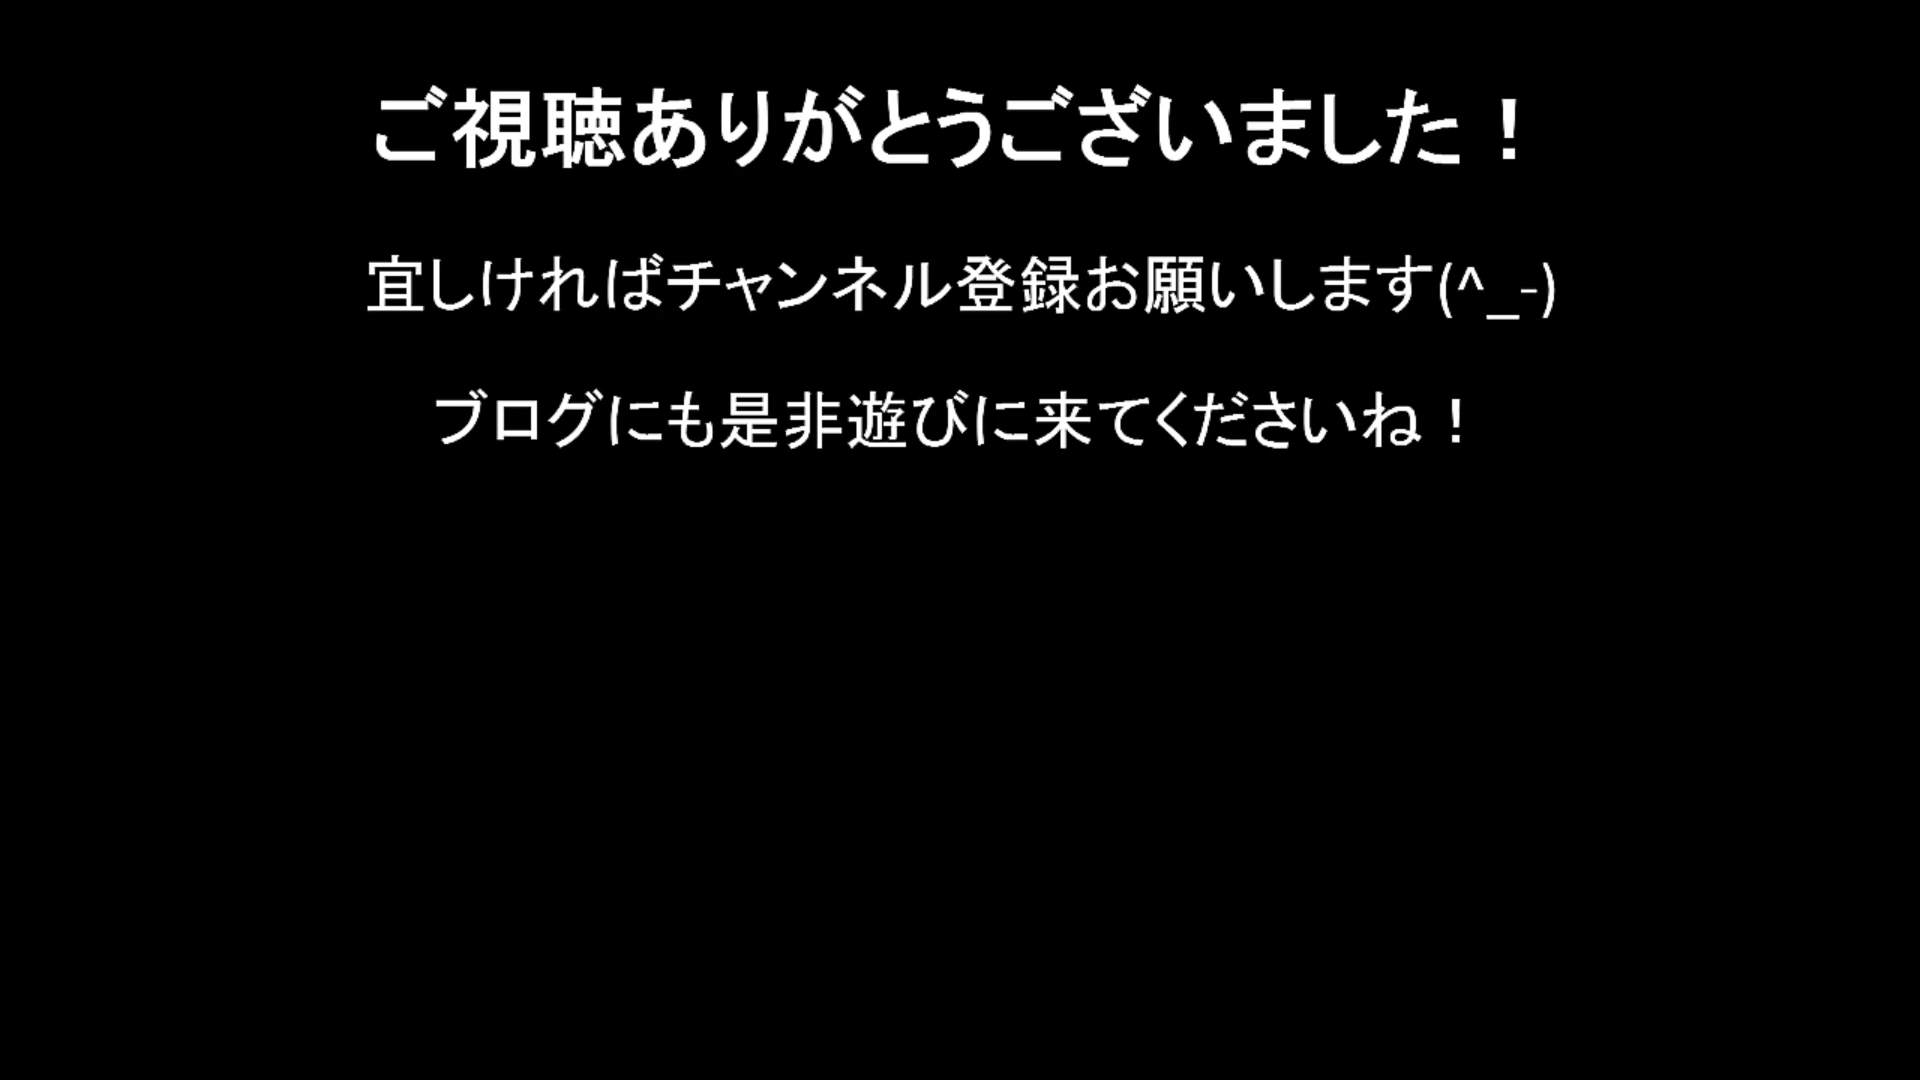 ご視聴ありがとうございました！
宜しければチャンネル登録お願いします(^_-)
ブログにも是非遊びに来てくださいね！